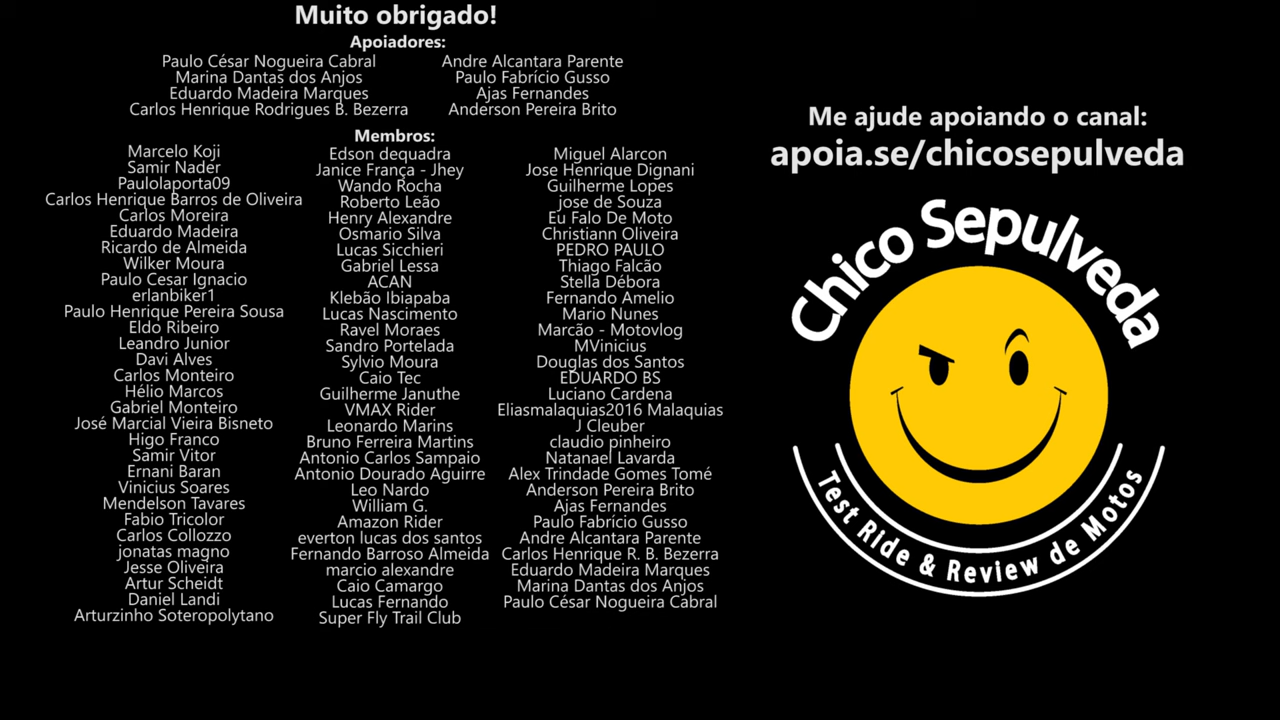 Muito obrigado!
Apoiadores:
Paulo César Nogueira Cabral
Marina Dantas dos Anjos
Eduardo Madeira Marques
Carlos Henrique Rodrigues B. Bezerra
Andre Alcantara Parente
Paulo Fabrício Gusso
Ajas Fernandes
Anderson Pereira Brito
Membros:
Marcelo Koji
Samir Nader
Paulolaporta09
Carlos Henrique Barros de Oliveira
Carlos Moreira
Eduardo Madeira
Ricardo de Almeida
Wilker Moura
Paulo Cesar Ignacio
erlanbiker1
Paulo Henrique Pereira Sousa
Eldo Ribeiro
Leandro Junior
Davi Alves
Carlos Monteiro
Hélio Marcos
Gabriel Monteiro
José Marcial Vieira Bisneto
Higo Franco
Samir Vitor
Ernani Baran
Vinicius Soares
Mendelson Tavares
Fabio Tricolor
Carlos Collozzo
jonatas magno
Jesse Oliveira
Artur Scheidt
Daniel Landi
Arturzinho Soteropolytano
Edson dequadra
Janice França - Jhey
Wando Rocha
Roberto Leão
Henry Alexandre
Osmario Silva
Lucas Sicchieri
Gabriel Lessa
ACAN
Klebão Ibiapaba
Lucas Nascimento
Ravel Moraes
Sandro Portelada
Sylvio Moura
Caio Tec
Guilherme Januthe
VMAX Rider
Leonardo Marins
Bruno Ferreira Martins
Antonio Carlos Sampaio
Antonio Dourado Aguirre
Leo Nardo
William G.
Amazon Rider
everton lucas dos santos
Fernando Barroso Almeida
marcio alexandre
Caio Camargo
Lucas Fernando
Super Fly Trail Club
Miguel Alarcon
Jose Henrique Dignani
Guilherme Lopes
jose de Souza
Eu Falo De Moto
Christiann Oliveira
PEDRO PAULO
Thiago Falcão
Stella Débora
Fernando Amelio
Mario Nunes
Marcão - Motovlog
MVinicius
Douglas dos Santos
EDUARDO BS
Luciano Cardena
Eliasmalaquias2016 Malaquias
J Cleuber
claudio pinheiro
Natanael Lavarda
Alex Trindade Gomes Tomé
Anderson Pereira Brito
Ajas Fernandes
Paulo Fabrício Gusso
Andre Alcantara Parente
Carlos Henrique R. B. Bezerra
Eduardo Madeira Marques
Marina Dantas dos Anjos
Paulo César Nogueira Cabral
Me ajude apoiando o canal:
apoia.se/chicosepulveda
Chico Sepulveda
Test Ride & Review de Motos